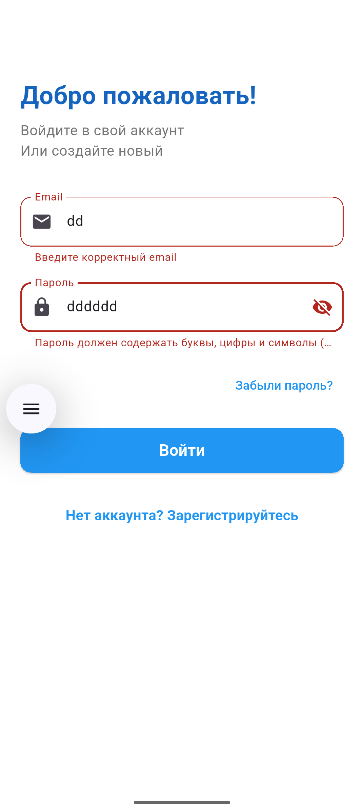 Добро пожаловать!
Войдите в свой аккаунт
Или создайте новый
Email
dd
Введите корректный email
Пароль
dddddd
Пароль должен содержать буквы, цифры и символы (...
Забыли пароль?
Войти
Нет аккаунта? Зарегистрируйтесь